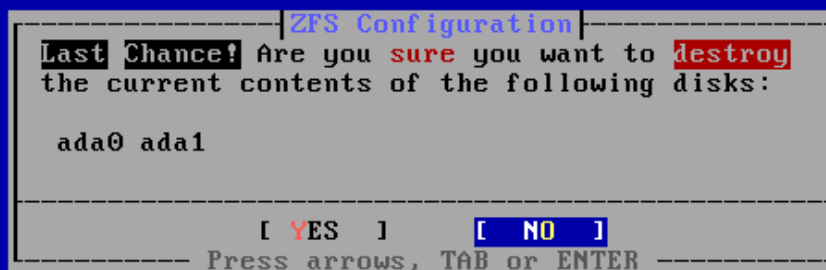 ZFS Configuration
Last Chance! Are you sure you want to destroy
the current contents of the following disks:
ada0 ada1
[ YES ] [ NO ]
Press arrows, TAB or ENTER